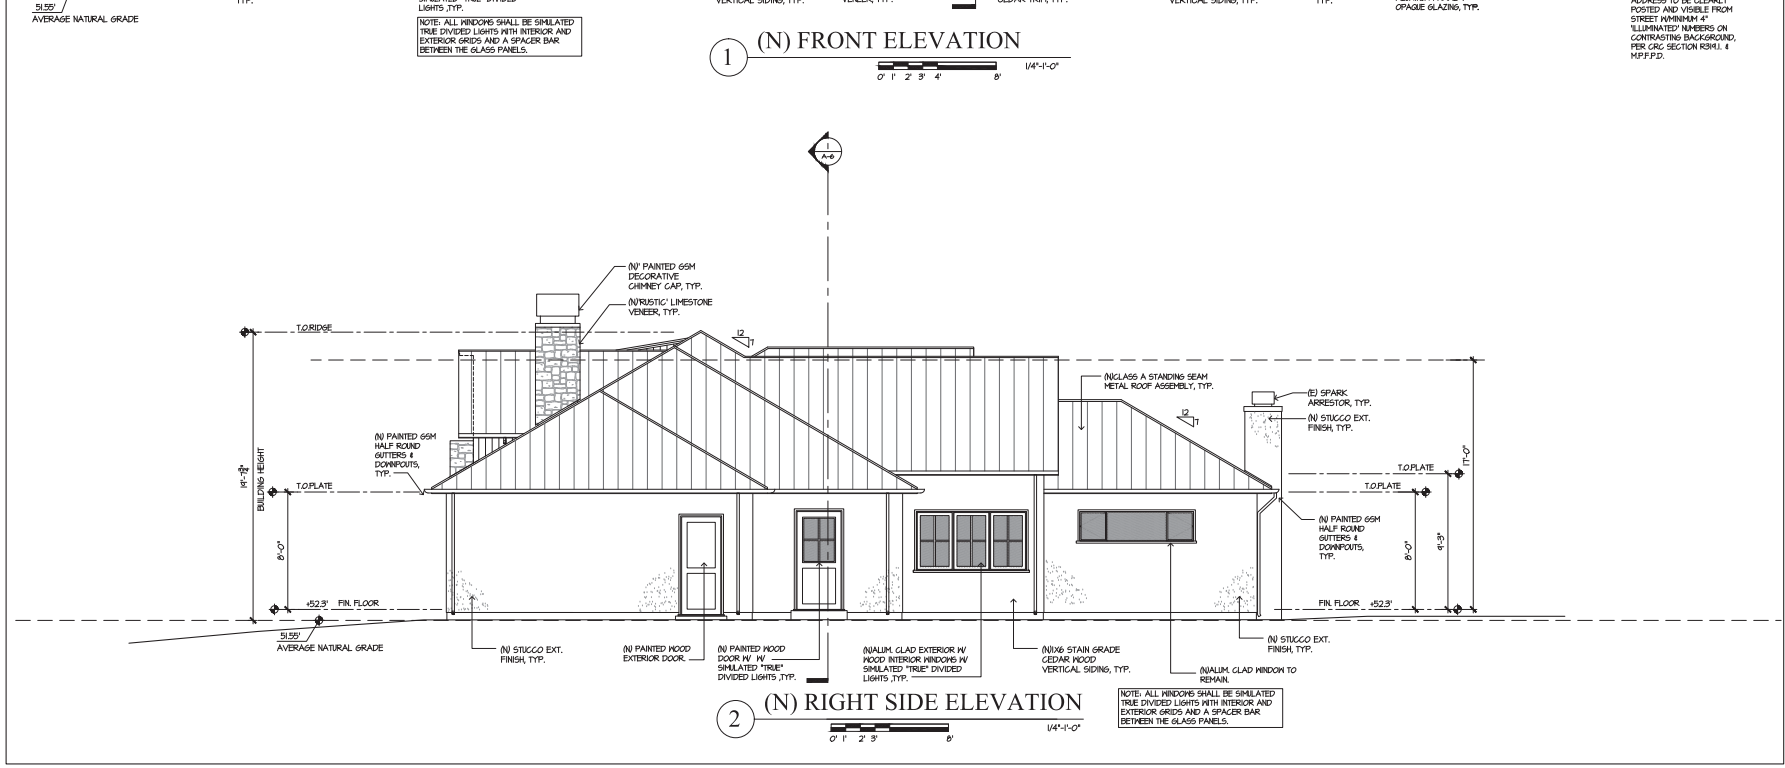 51.55'
AVERAGE NATURAL GRADE
TYP.
LIGHTS ,TYP.
NOTE: ALL WINDOWS SHALL BE SIMULATED
TRUE DIVIDED LIGHTS WITH INTERIOR AND
EXTERIOR GRIDS AND A SPACER BAR
BETWEEN THE GLASS PANELS.
VERTICAL SIDING, TYP.
VENEER, TYP.
CEDAR TRIM, TYP.
VERTICAL SIDING, TYP.
TYP.
OPAQUE GLAZING, TYP.
ADDRESS TO BE CLEARLY
POSTED AND VISIBLE FROM
STREET W/MINIMUM 4"
'ILLUMINATED' NUMBERS ON
CONTRASTING BACKGROUND,
PER CRC SECTION R319.1. &
M.P.F.P.D.
1
(N) FRONT ELEVATION
1/4"-1'-0"
0' 1' 2' 3' 4' 8'
1
A-6
(N)' PAINTED GSM
DECORATIVE
CHIMNEY CAP, TYP.
(N)'RUSTIC' LIMESTONE
VENEER, TYP.
T.O.RIDGE
12
7
(N)CLASS A STANDING SEAM
METAL ROOF ASSEMBLY, TYP.
12
7
(E) SPARK
ARRESTOR, TYP.
(N) STUCCO EXT.
FINISH, TYP.
(N) PAINTED GSM
HALF ROUND
GUTTERS &
DOWNPOUTS,
TYP.
BUILDING HEIGHT
17'-0"
T.O.PLATE
T.O.PLATE
T.O.PLATE
8'-0"
(N) PAINTED GSM
HALF ROUND
GUTTERS &
DOWNPOUTS,
TYP.
8'-0"
9'-3"
+52.3' FIN. FLOOR
FIN. FLOOR +52.3'
51.55'
AVERAGE NATURAL GRADE
(N) STUCCO EXT.
FINISH, TYP.
(N) PAINTED WOOD
EXTERIOR DOOR.
(N) PAINTED WOOD
DOOR W/ W/
SIMULATED "TRUE"
DIVIDED LIGHTS ,TYP.
(N)ALUM. CLAD EXTERIOR W/
WOOD INTERIOR WINDOWS W/
SIMULATED "TRUE" DIVIDED
LIGHTS ,TYP.
(N)1X6 STAIN GRADE
CEDAR WOOD
VERTICAL SIDING, TYP.
(N)ALUM. CLAD WINDOW TO
REMAIN.
(N) STUCCO EXT.
FINISH, TYP.
NOTE: ALL WINDOWS SHALL BE SIMULATED
TRUE DIVIDED LIGHTS WITH INTERIOR AND
EXTERIOR GRIDS AND A SPACER BAR
BETWEEN THE GLASS PANELS.
2
(N) RIGHT SIDE ELEVATION
1/4"-1'-0"
0' 1' 2' 3' 8'